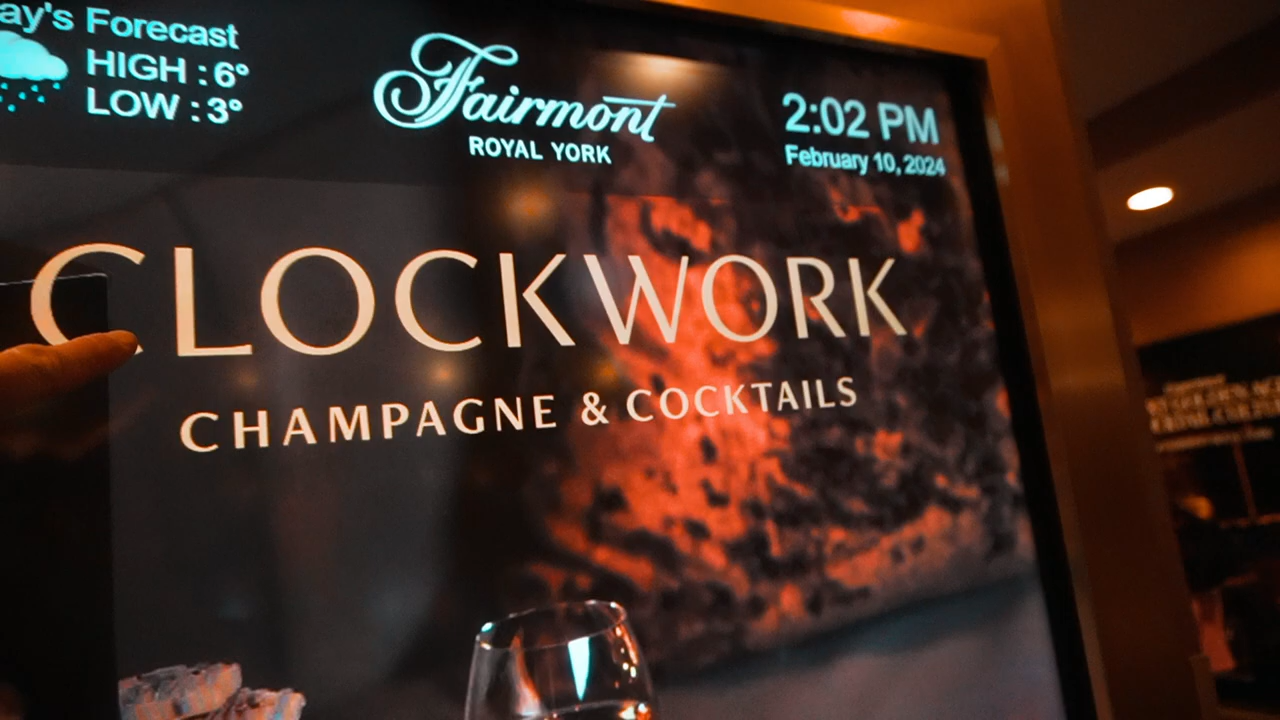 ay's Forecast
HIGH : 6°
LOW : 3°
Fairmont
ROYAL YORK
2:02 PM
February 10, 2024
CLOCKWORK
CHAMPAGNE & COCKTAILS